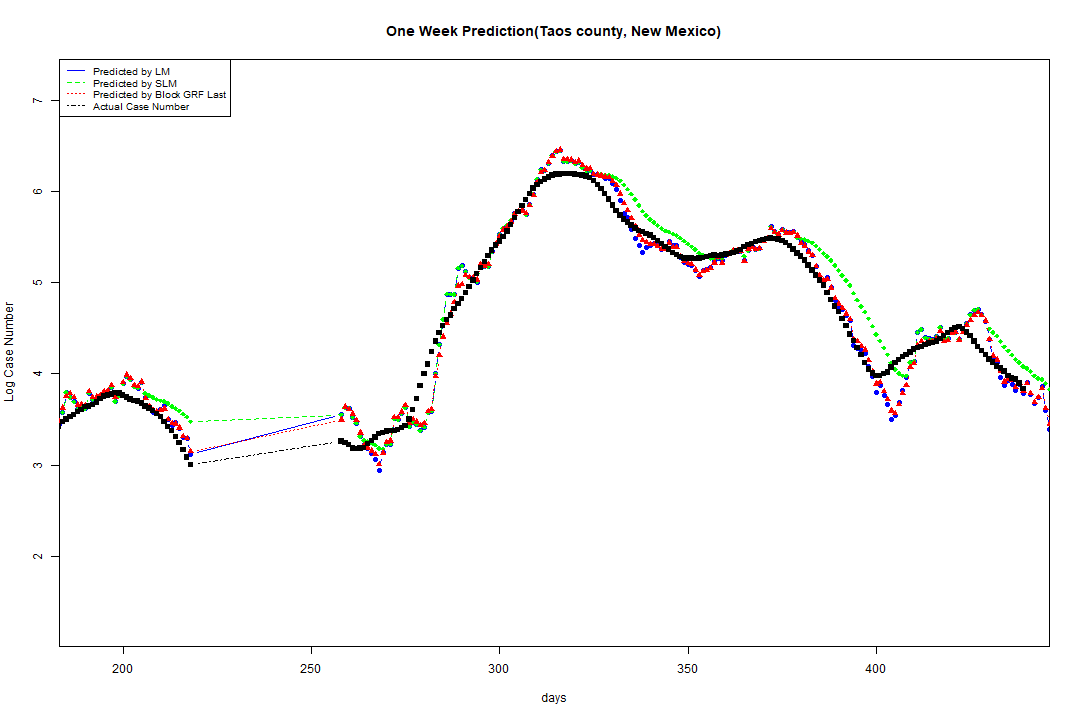 One Week Prediction(Taos county, New Mexico)
Predicted by LM
Predicted by SLM
Predicted by Block GRF Last
Actual Case Number
7
6
5
4
3
2
Log Case Number
200 250 300 350 400
days